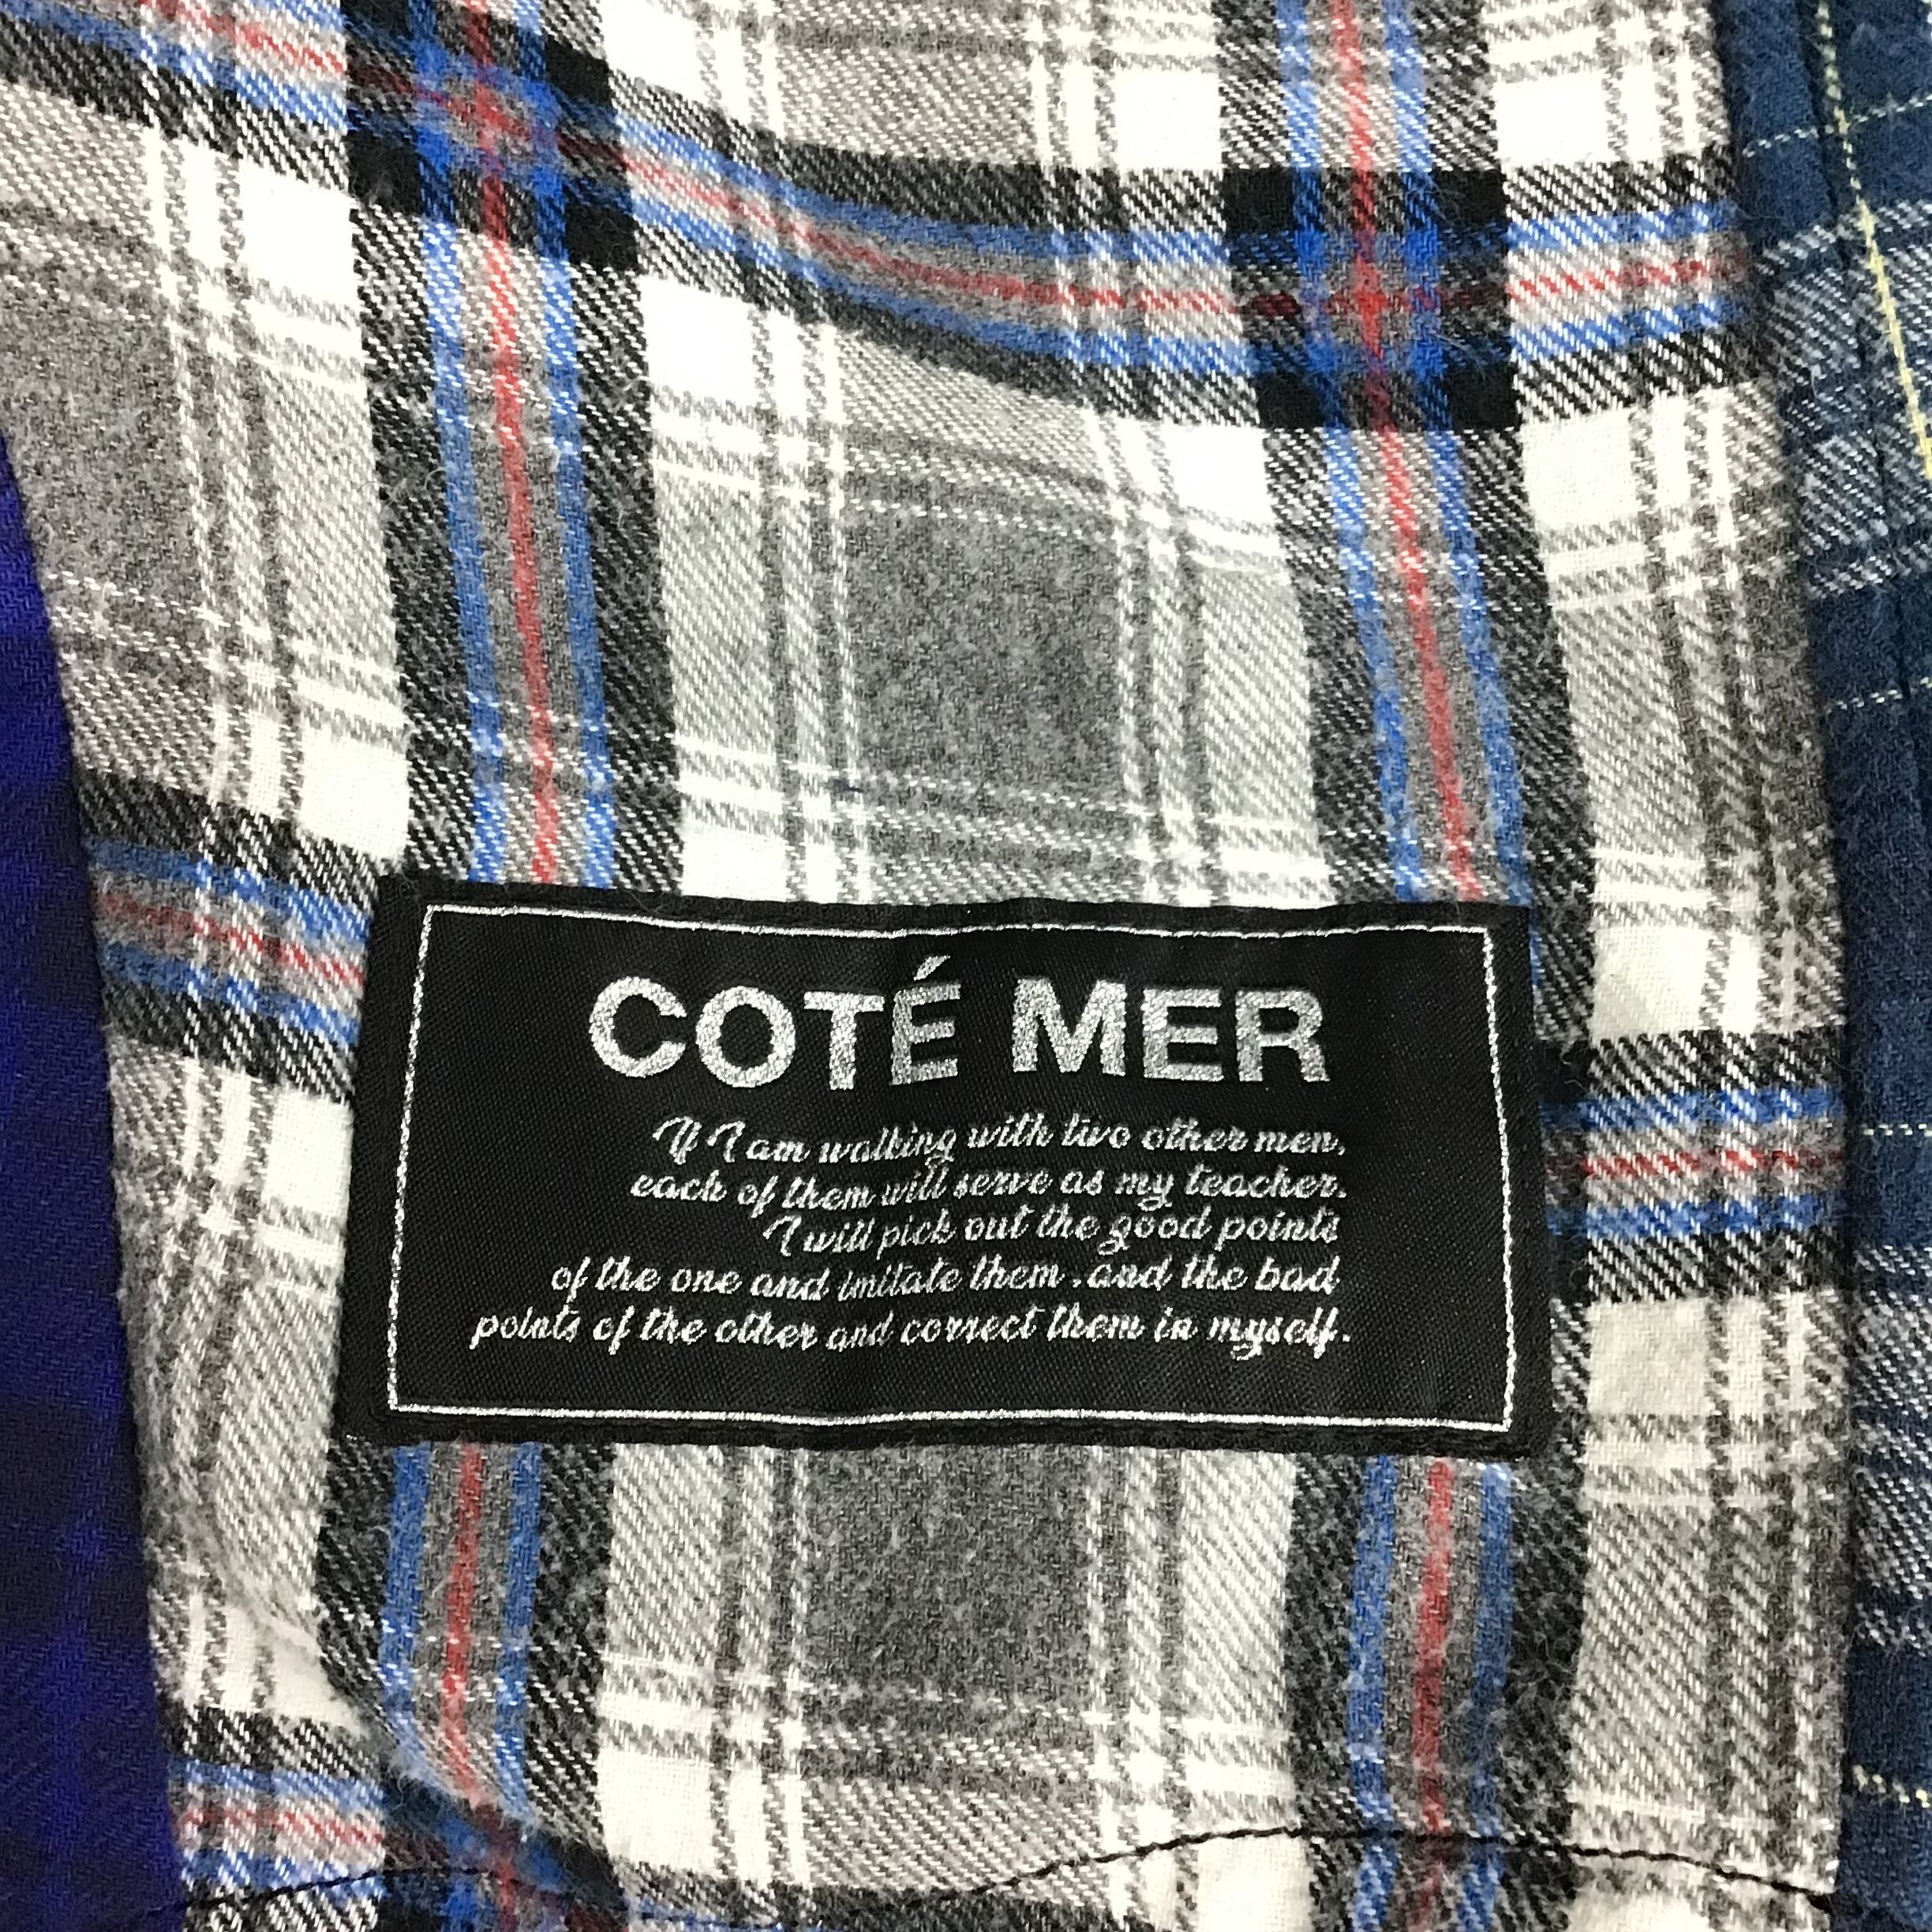 COTÉ MER
If I am walking with two other men,
each of them will serve as my teacher.
I will pick out the good points
of the one and imitate them .and the bad
points of the other and correct them in myself.